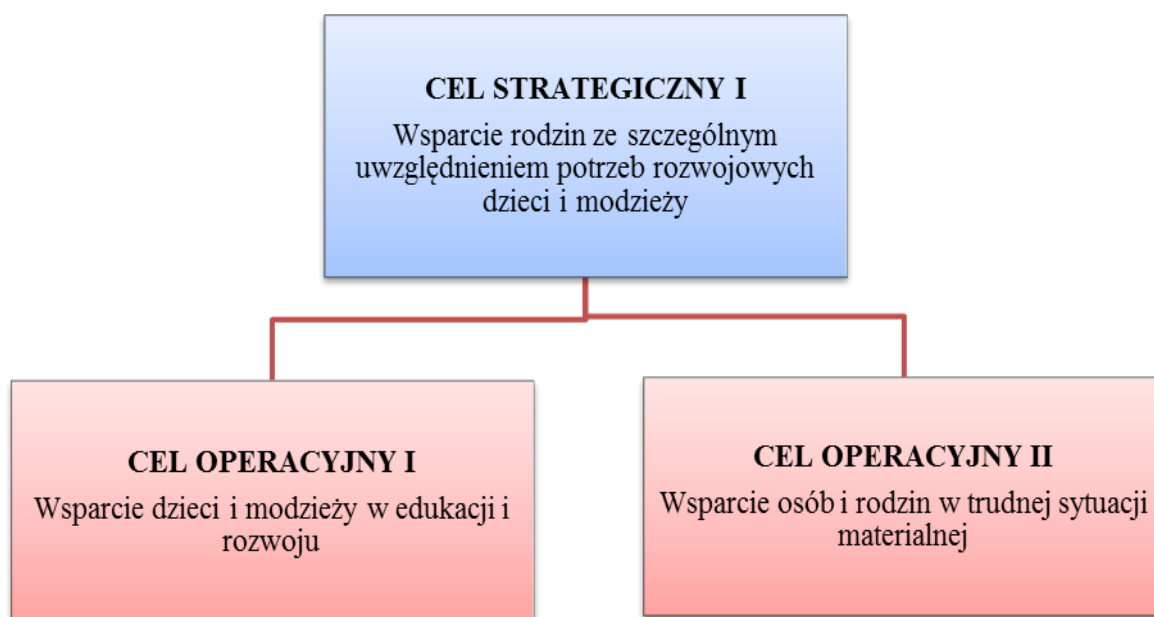 CEL STRATEGICZNY I
Wsparcie rodzin ze szczególnym
uwzględnieniem potrzeb rozwojowych
dzieci i modzieży
CEL OPERACYJNY I
Wsparcie dzieci i modzieży w edukacji i
rozwoju
CEL OPERACYJNY II
Wsparcie osób i rodzin w trudnej sytuacji
materialnej